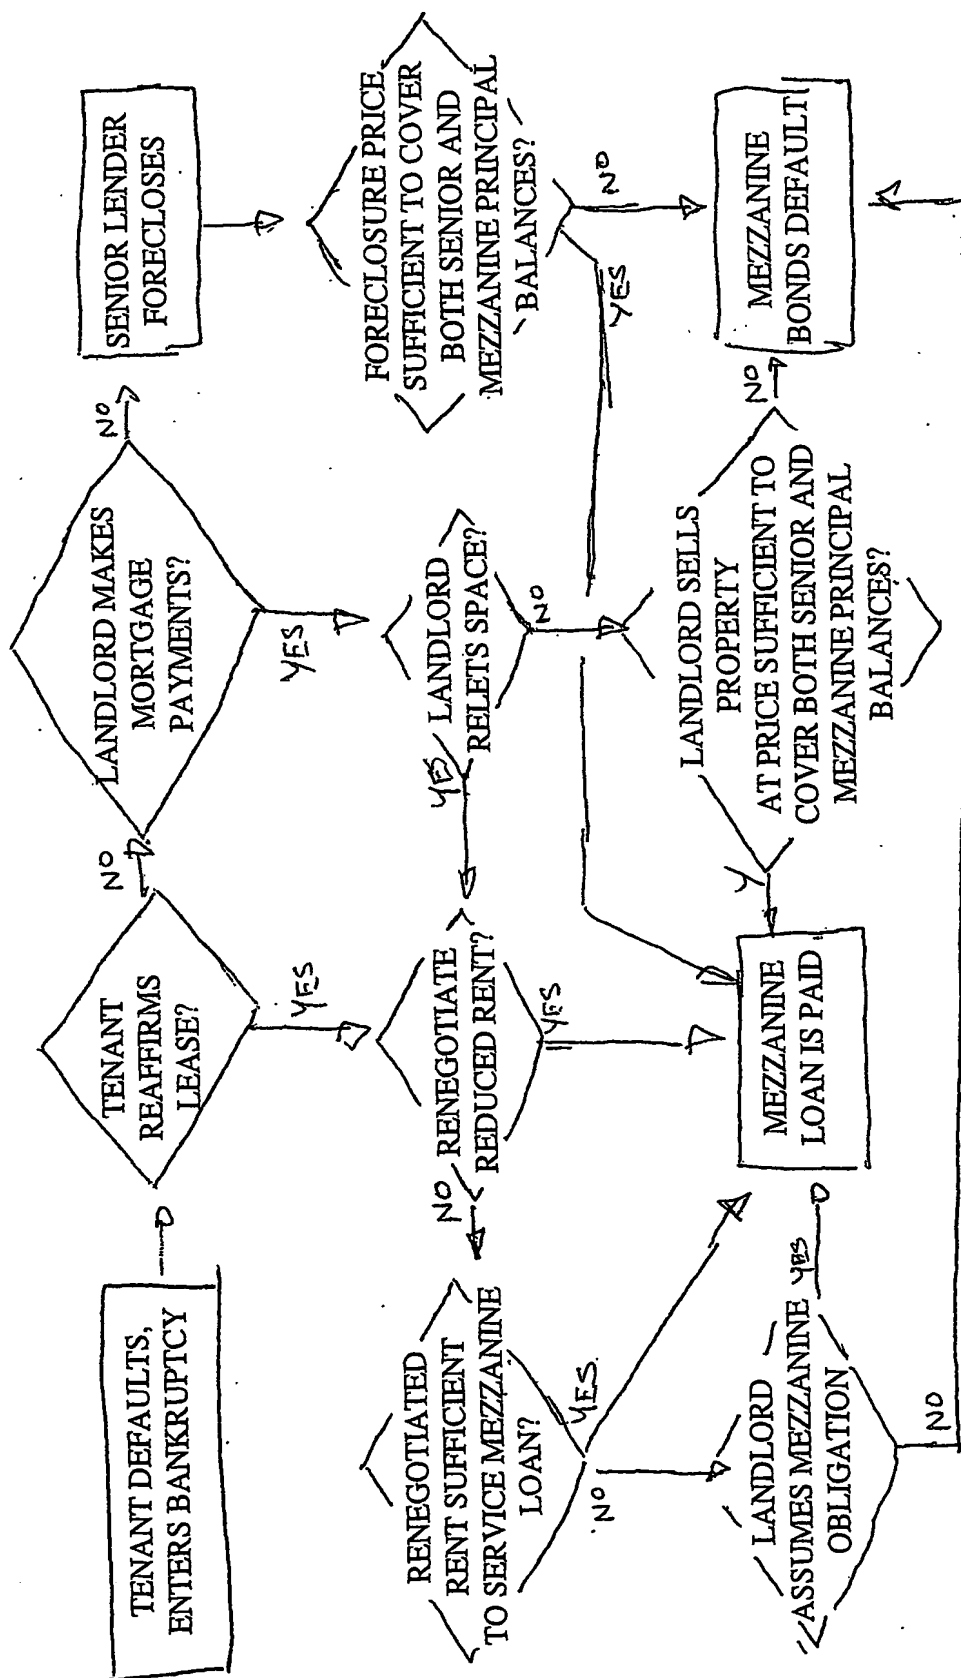 TENANT DEFAULTS,
ENTERS BANKRUPTCY
TENANT
REAFFIRMS
LEASE?
NO
YES
LANDLORD MAKES
MORTGAGE
PAYMENTS?
NO
YES
SENIOR LENDER
FORECLOSES
RENEGOTIATED
RENT SUFFICIENT
TO SERVICE MEZZANINE
LOAN?
YES.
NO
NO
RENEGOTIATE
REDUCED RENT?
YES
YES
LANDLORD
RELETS SPACE?
NO
FORECLOSURE PRICE
SUFFICIENT TO COVER
BOTH SENIOR AND
MEZZANINE PRINCIPAL
BALANCES?
YES
NO
LANDLORD
ASSUMES MEZZANINE
OBLIGATION
YES
NO
MEZZANINE
LOAN IS PAID
Y
LANDLORD SELLS
PROPERTY
AT PRICE SUFFICIENT TO
COVER BOTH SENIOR AND
MEZZANINE PRINCIPAL
BALANCES?
NO
MEZZANINE
BONDS DEFAULT